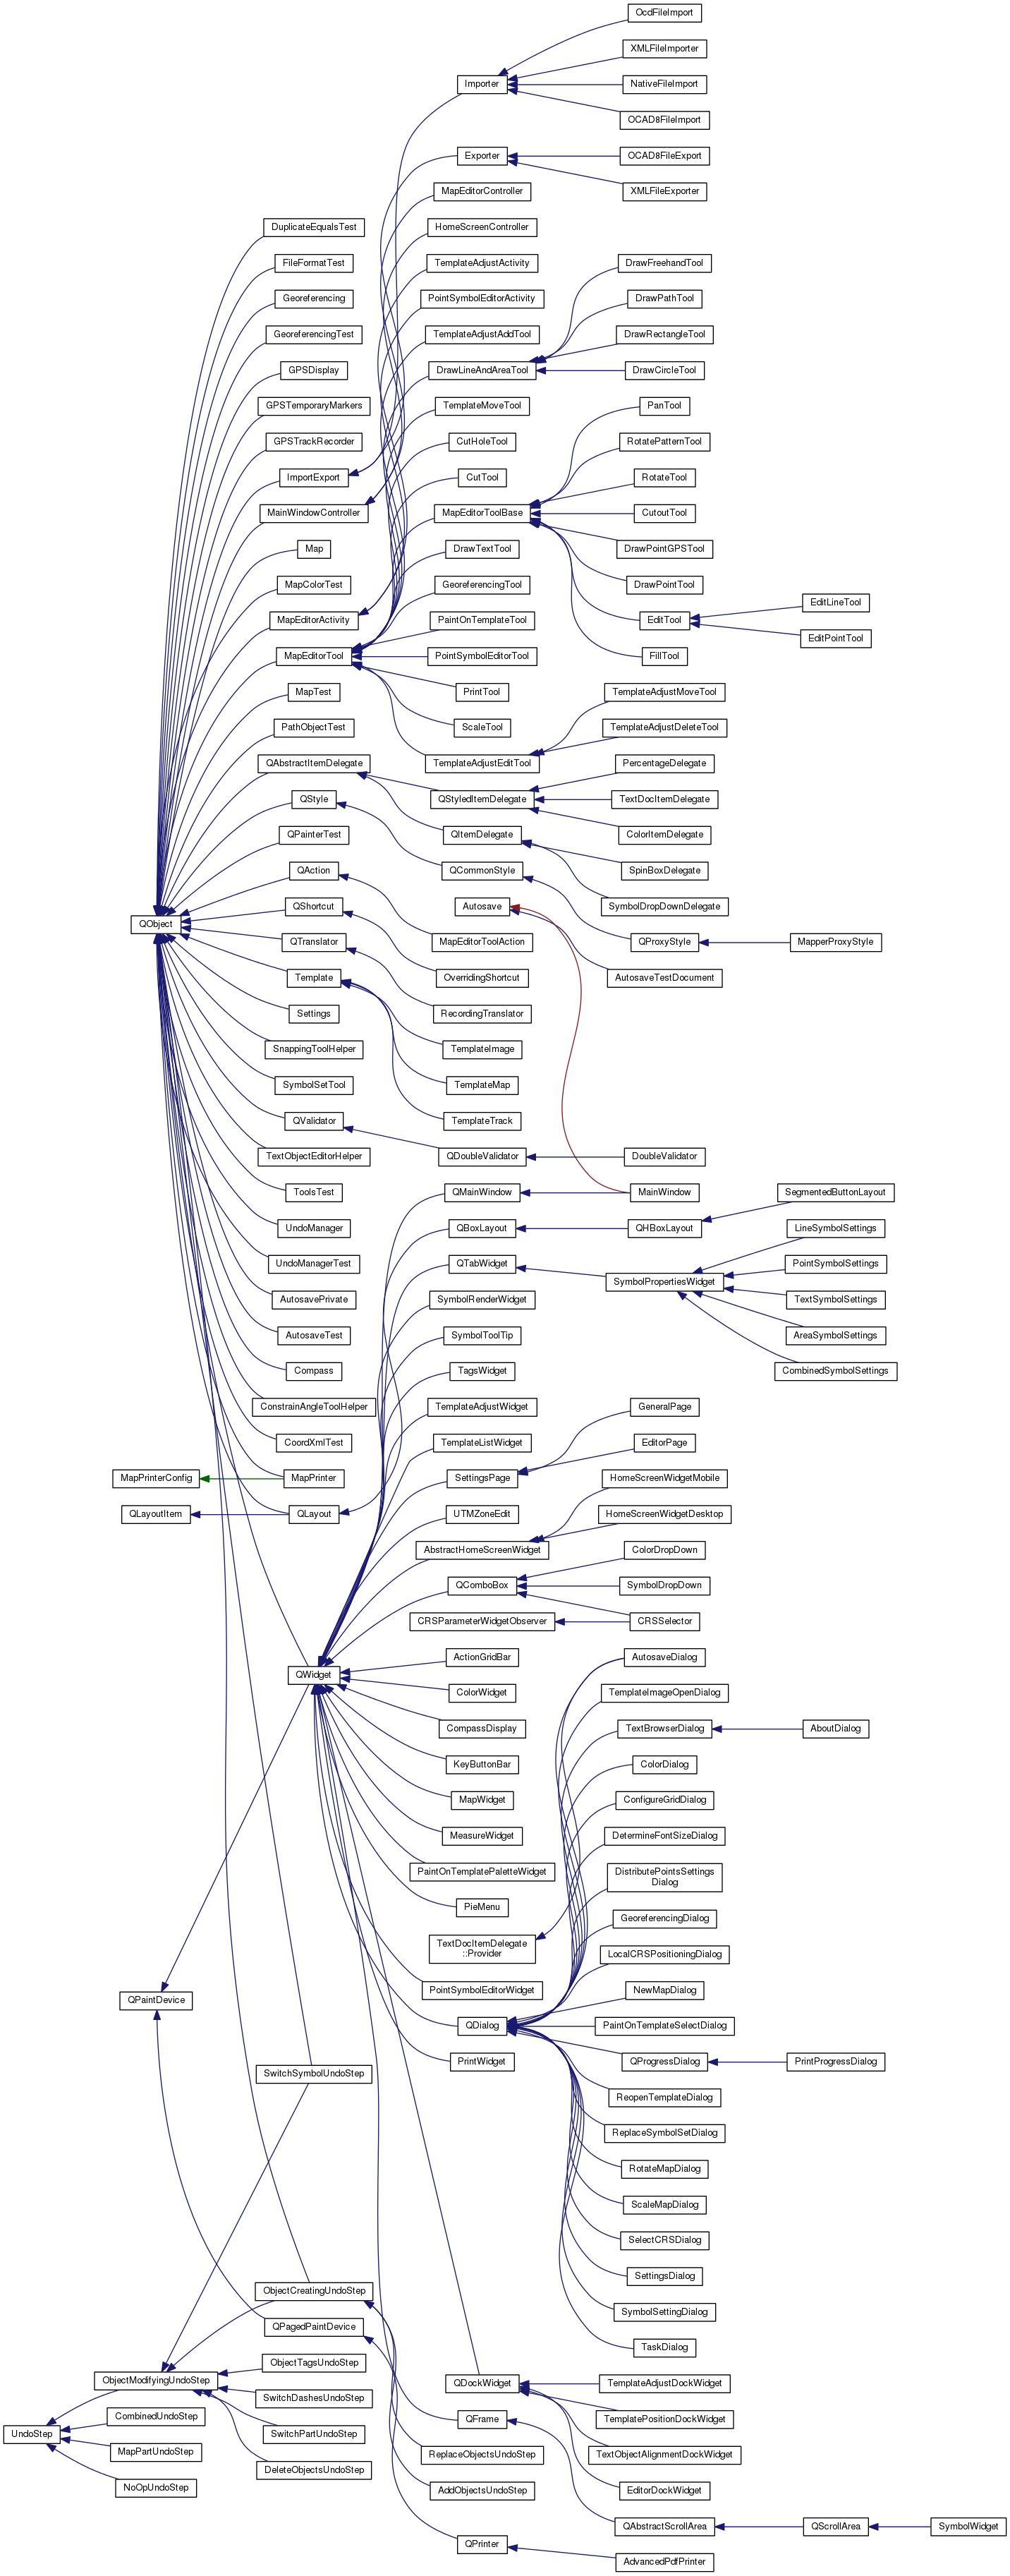 OcdFileImport
XMLFileImporter
Importer
NativeFileImport
OCAD8FileImport
Exporter
OCAD8FileExport
XMLFileExporter
MapEditorController
DuplicateEqualsTest
HomeScreenController
FileFormatTest
TemplateAdjustActivity
DrawFreehandTool
Georeferencing
PointSymbolEditorActivity
DrawPathTool
GeoreferencingTest
TemplateAdjustAddTool
DrawRectangleTool
GPSDisplay
DrawLineAndAreaTool
DrawCircleTool
GPSTemporaryMarkers
TemplateMoveTool
PanTool
GPSTrackRecorder
CutHoleTool
RotatePatternTool
ImportExport
CutTool
RotateTool
MainWindowController
MapEditorToolBase
CutoutTool
Map
DrawTextTool
DrawPointGPSTool
MapColorTest
GeoreferencingTool
DrawPointTool
MapEditorActivity
PaintOnTemplateTool
EditTool
EditLineTool
EditPointTool
MapEditorTool
PointSymbolEditorTool
FillTool
MapTest
PrintTool
TemplateAdjustMoveTool
PathObjectTest
ScaleTool
TemplateAdjustDeleteTool
QAbstractItemDelegate
TemplateAdjustEditTool
PercentageDelegate
QStyle
QStyledItemDelegate
TextDocItemDelegate
QPainterTest
QItemDelegate
ColorItemDelegate
QAction
QCommonStyle
SpinBoxDelegate
QShortcut
Autosave
SymbolDropDownDelegate
QObject
QTranslator
MapEditorToolAction
QProxyStyle
MapperProxyStyle
Template
OverridingShortcut
AutosaveTestDocument
Settings
RecordingTranslator
SnappingToolHelper
TemplateImage
SymbolSetTool
TemplateMap
QValidator
TemplateTrack
TextObjectEditorHelper
QDoubleValidator
DoubleValidator
ToolsTest
QMainWindow
MainWindow
SegmentedButtonLayout
UndoManager
QBoxLayout
QHBoxLayout
LineSymbolSettings
UndoManagerTest
QTabWidget
SymbolPropertiesWidget
PointSymbolSettings
AutosavePrivate
SymbolRenderWidget
TextSymbolSettings
AutosaveTest
SymbolToolTip
AreaSymbolSettings
Compass
TagsWidget
CombinedSymbolSettings
ConstrainAngleToolHelper
TemplateAdjustWidget
GeneralPage
CoordXmlTest
TemplateListWidget
EditorPage
MapPrinterConfig
MapPrinter
SettingsPage
HomeScreenWidgetMobile
QLayoutItem
QLayout
UTMZoneEdit
HomeScreenWidgetDesktop
AbstractHomeScreenWidget
ColorDropDown
QComboBox
SymbolDropDown
CRSParameterWidgetObserver
CRSSelector
QWidget
ActionGridBar
AutosaveDialog
ColorWidget
TemplateImageOpenDialog
CompassDisplay
TextBrowserDialog
AboutDialog
KeyButtonBar
ColorDialog
MapWidget
ConfigureGridDialog
MeasureWidget
DetermineFontSizeDialog
PaintOnTemplatePaletteWidget
DistributePointsSettings
Dialog
PieMenu
GeoreferencingDialog
TextDocItemDelegate
::Provider
LocalCRSPositioningDialog
QPaintDevice
PointSymbolEditorWidget
NewMapDialog
QDialog
PaintOnTemplateSelectDialog
SwitchSymbolUndoStep
PrintWidget
QProgressDialog
PrintProgressDialog
ReopenTemplateDialog
ReplaceSymbolSetDialog
RotateMapDialog
ScaleMapDialog
SelectCRSDialog
SettingsDialog
ObjectCreatingUndoStep
SymbolSettingDialog
QPagedPaintDevice
TaskDialog
ObjectTagsUndoStep
ObjectModifyingUndoStep
QDockWidget
TemplateAdjustDockWidget
SwitchDashesUndoStep
CombinedUndoStep
QFrame
TemplatePositionDockWidget
UndoStep
SwitchPartUndoStep
MapPartUndoStep
ReplaceObjectsUndoStep
TextObjectAlignmentDockWidget
DeleteObjectsUndoStep
NoOpUndoStep
AddObjectsUndoStep
EditorDockWidget
QAbstractScrollArea
QScrollArea
SymbolWidget
QPrinter
AdvancedPdfPrinter